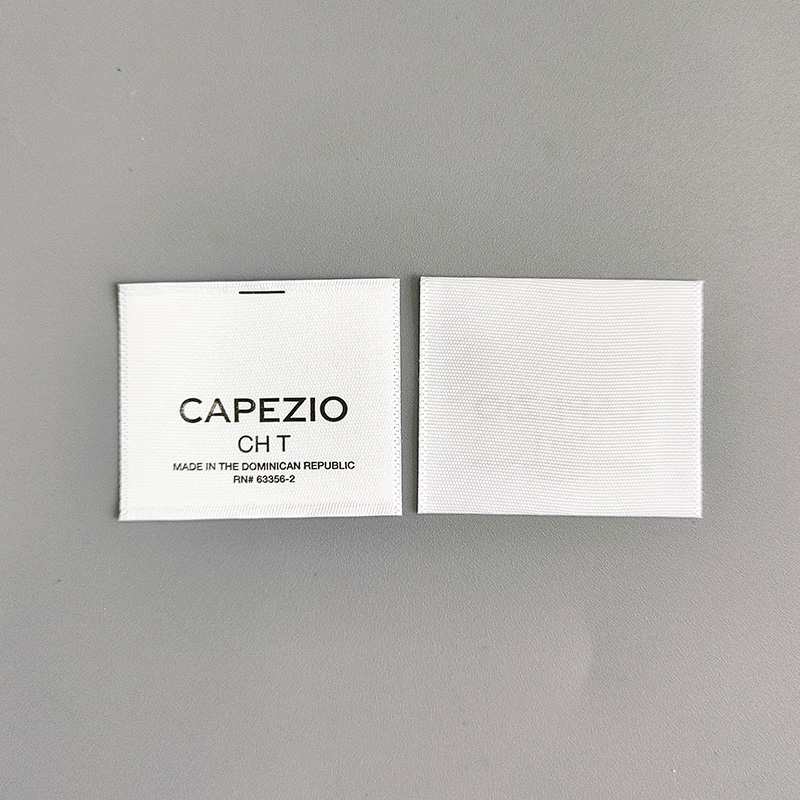 CAPEZIO
CH T
MADE IN THE DOMINICAN REPUBLIC
RN# 63356-2